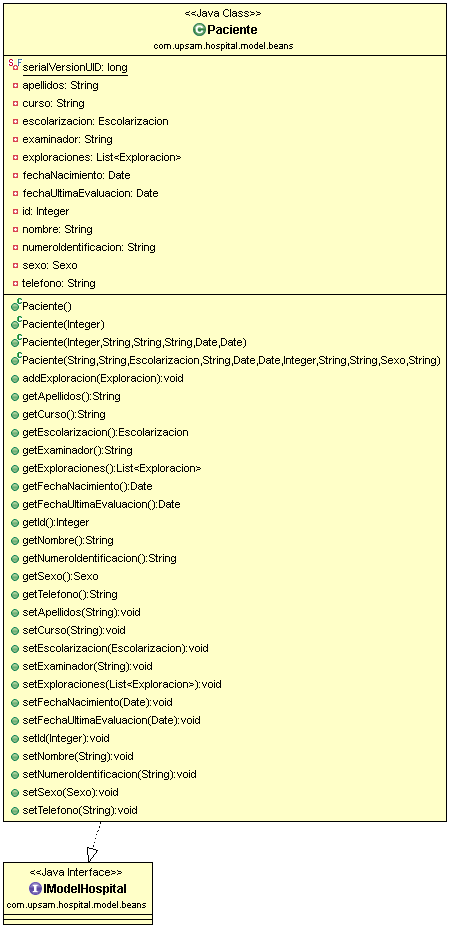 <<Java Class>>
Paciente
com.upsam.hospital.model.beans
serialVersionUID: long
apellidos: String
curso: String
escolarizacion: Escolarizacion
examinador: String
exploraciones: List<Exploracion>
fechaNacimiento: Date
fechaUltimaEvaluacion: Date
id: Integer
nombre: String
numeroIdentificacion: String
sexo: Sexo
telefono: String
Paciente()
Paciente(Integer)
Paciente(Integer,String,String,String,Date,Date)
Paciente(String,String,Escolarizacion,String,Date,Date,Integer,String,String,Sexo,String)
addExploracion(Exploracion):void
getApellidos():String
getCurso():String
getEscolarizacion():Escolarizacion
getExaminador():String
getExploraciones():List<Exploracion>
getFechaNacimiento():Date
getFechaUltimaEvaluacion():Date
getId():Integer
getNombre():String
getNumeroIdentificacion():String
getSexo():Sexo
getTelefono():String
setApellidos(String):void
setCurso(String):void
setEscolarizacion(Escolarizacion):void
setExaminador(String):void
setExploraciones(List<Exploracion>):void
setFechaNacimiento(Date):void
setFechaUltimaEvaluacion(Date):void
setId(Integer):void
setNombre(String):void
setNumeroIdentificacion(String):void
setSexo(Sexo):void
setTelefono(String):void
<<Java Interface>>
IModelHospital
com.upsam.hospital.model.beans